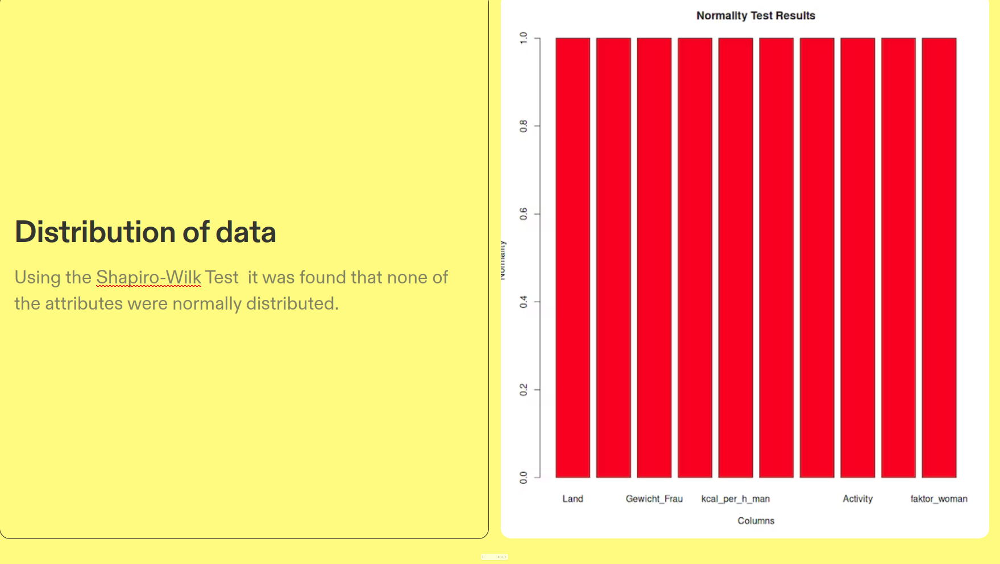 Distribution of data
Using the Shapiro-Wilk Test it was found that none of
the attributes were normally distributed.
Normality Test Results
1.0
0.8
0.6
0.4
0.2
0.0
Normality
Land
Gewicht_Frau
kcal_per_h_man
Activity
faktor_woman
Columns